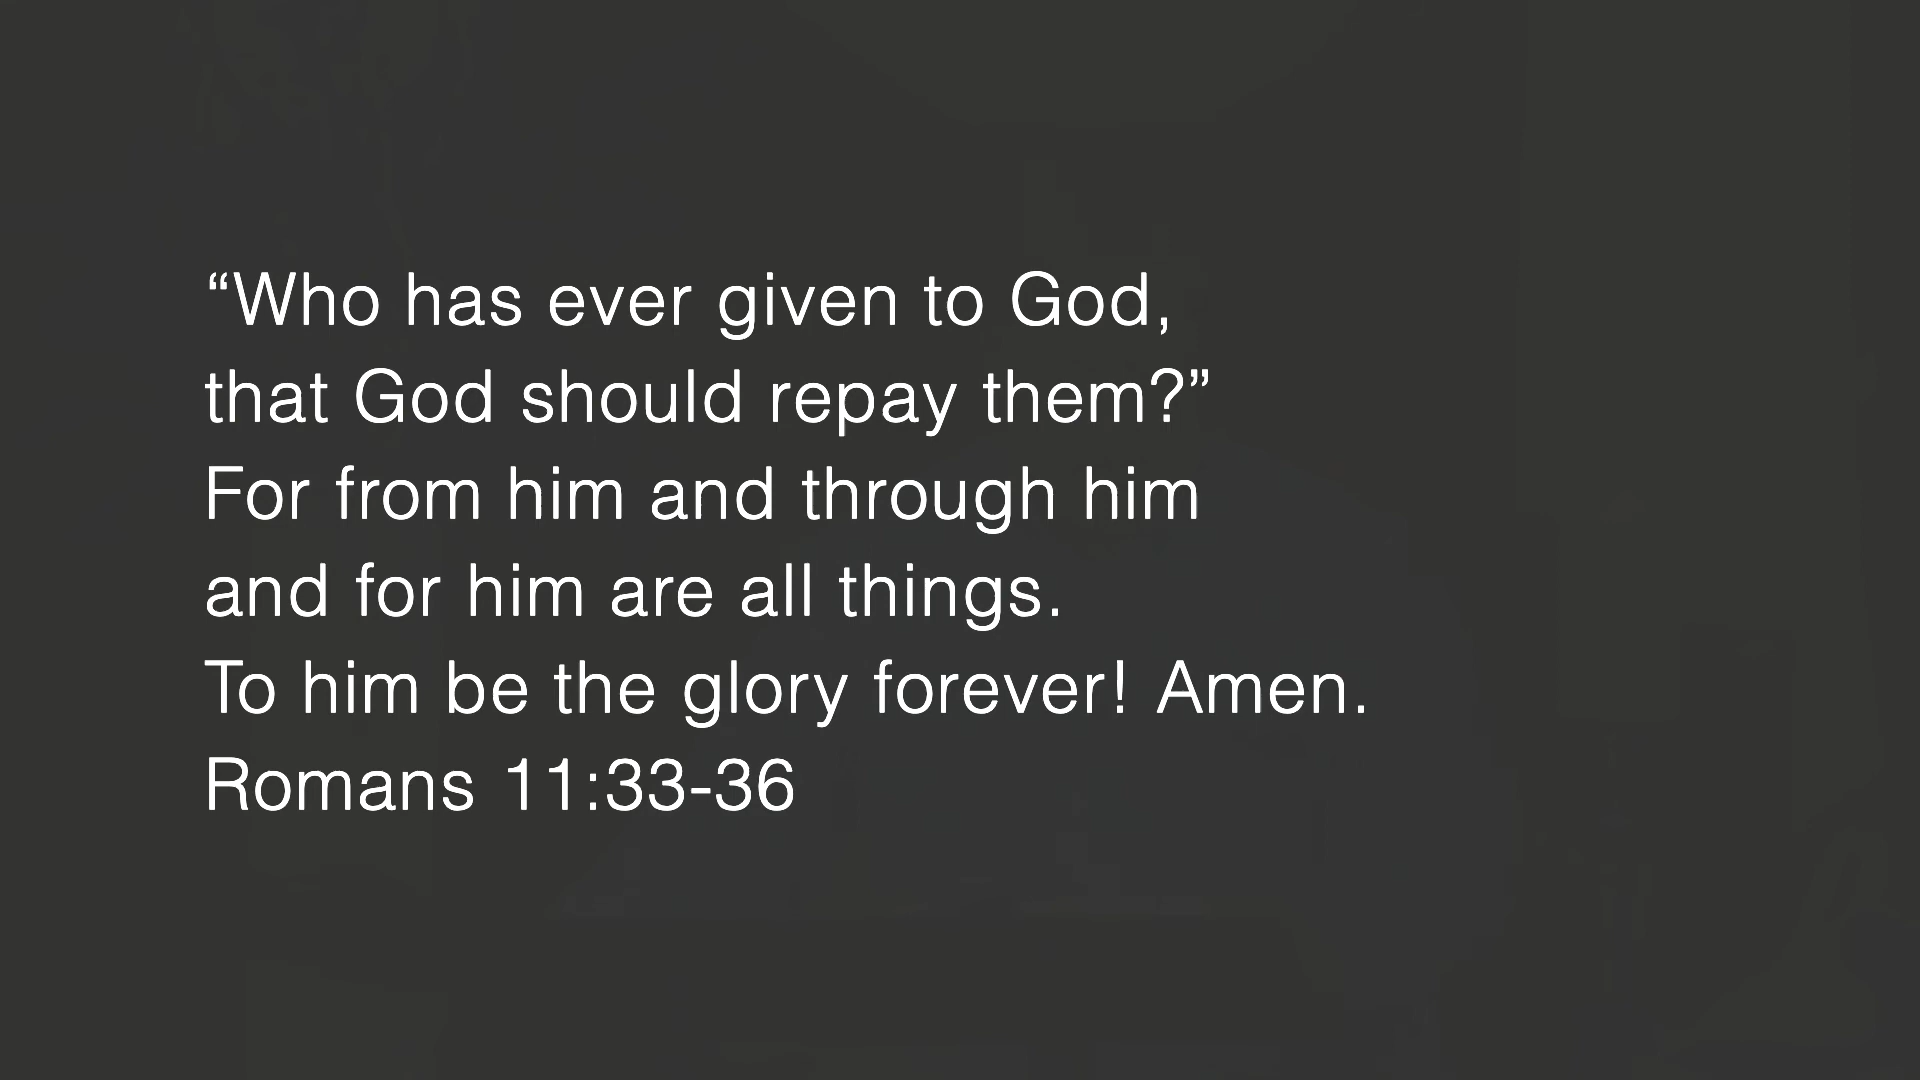 “Who has ever given to God,
that God should repay them?”
For from him and through him
and for him are all things.
To him be the glory forever! Amen.
Romans 11:33-36